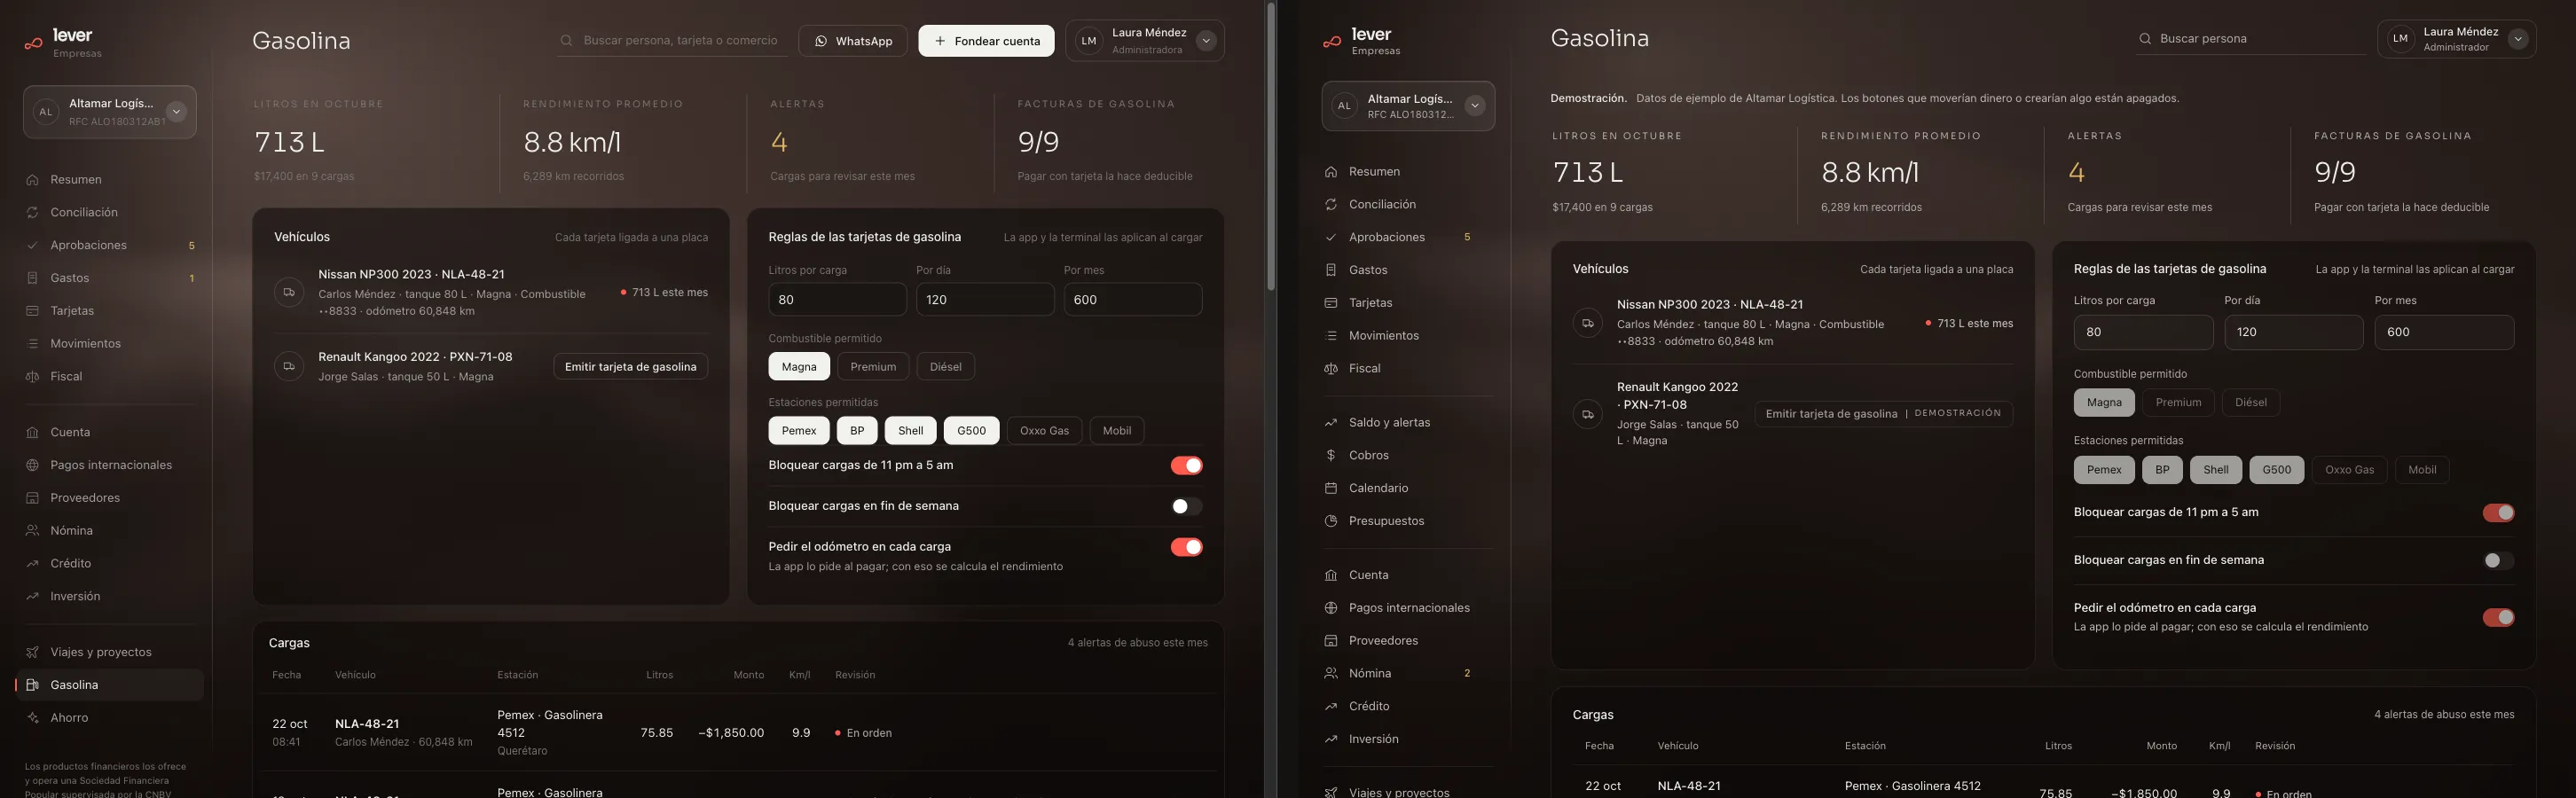 lever
Empresas
AL
Altamar Logís...
RFC ALO180312AB1
Resumen
Conciliación
Aprobaciones 5
Gastos 1
Tarjetas
Movimientos
Fiscal
Cuenta
Pagos internacionales
Proveedores
Nómina
Crédito
Inversión
Viajes y proyectos
Gasolina
Ahorro
Los productos financieros los ofrece
y opera una Sociedad Financiera
Popular supervisada por la CNBV
Gasolina
Buscar persona, tarjeta o comercio
WhatsApp
+ Fondear cuenta
LM
Laura Méndez
Administradora
LITROS EN OCTUBRE
713 L
$17,400 en 9 cargas
RENDIMIENTO PROMEDIO
8.8 km/l
6,289 km recorridos
ALERTAS
4
Cargas para revisar este mes
FACTURAS DE GASOLINA
9/9
Pagar con tarjeta la hace deducible
Vehículos
Cada tarjeta ligada a una placa
Nissan NP300 2023 · NLA-48-21
Carlos Méndez · tanque 80 L · Magna · Combustible
··8833 · odómetro 60,848 km
713 L este mes
Renault Kangoo 2022 · PXN-71-08
Jorge Salas · tanque 50 L · Magna
Emitir tarjeta de gasolina
Reglas de las tarjetas de gasolina
La app y la terminal las aplican al cargar
Litros por carga
Por día
Por mes
80
120
600
Combustible permitido
Magna
Premium
Diésel
Estaciones permitidas
Pemex
BP
Shell
G500
Oxxo Gas
Mobil
Bloquear cargas de 11 pm a 5 am
Bloquear cargas en fin de semana
Pedir el odómetro en cada carga
La app lo pide al pagar; con eso se calcula el rendimiento
Cargas
4 alertas de abuso este mes
Fecha Vehículo Estación Litros Monto Km/l Revisión
22 oct
08:41
NLA-48-21
Carlos Méndez · 60,848 km
Pemex · Gasolinera
4512
Querétaro
75.85
−$1,850.00
9.9
En orden
Pemex · Gasolinera
lever
Empresas
AL
Altamar Logís...
RFC ALO180312...
Resumen
Conciliación
Aprobaciones 5
Gastos
Tarjetas
Movimientos
Fiscal
Saldo y alertas
Cobros
Calendario
Presupuestos
Cuenta
Pagos internacionales
Proveedores
Nómina 2
Crédito
Inversión
Viajes y proyectos
Gasolina
Buscar persona
LM
Laura Méndez
Administrador
Demostración. Datos de ejemplo de Altamar Logística. Los botones que moverían dinero o crearían algo están apagados.
LITROS EN OCTUBRE
713 L
$17,400 en 9 cargas
RENDIMIENTO PROMEDIO
8.8 km/l
6,289 km recorridos
ALERTAS
4
Cargas para revisar este mes
FACTURAS DE GASOLINA
9/9
Pagar con tarjeta la hace deducible
Vehículos
Cada tarjeta ligada a una placa
Nissan NP300 2023 · NLA-48-21
Carlos Méndez · tanque 80 L · Magna · Combustible
··8833 · odómetro 60,848 km
713 L este mes
Renault Kangoo 2022
· PXN-71-08
Jorge Salas · tanque 50
L · Magna
Emitir tarjeta de gasolina | DEMOSTRACIÓN
Reglas de las tarjetas de gasolina
La app y la terminal las aplican al cargar
Litros por carga
Por día
Por mes
80
120
600
Combustible permitido
Magna
Premium
Diésel
Estaciones permitidas
Pemex
BP
Shell
G500
Oxxo Gas
Mobil
Bloquear cargas de 11 pm a 5 am
Bloquear cargas en fin de semana
Pedir el odómetro en cada carga
La app lo pide al pagar; con eso se calcula el rendimiento
Cargas
4 alertas de abuso este mes
Fecha Vehículo Estación Litros Monto Km/l Revisión
22 oct
NLA-48-21
Pemex · Gasolinera 4512
75.85
−$1,850.00
9.9
En orden